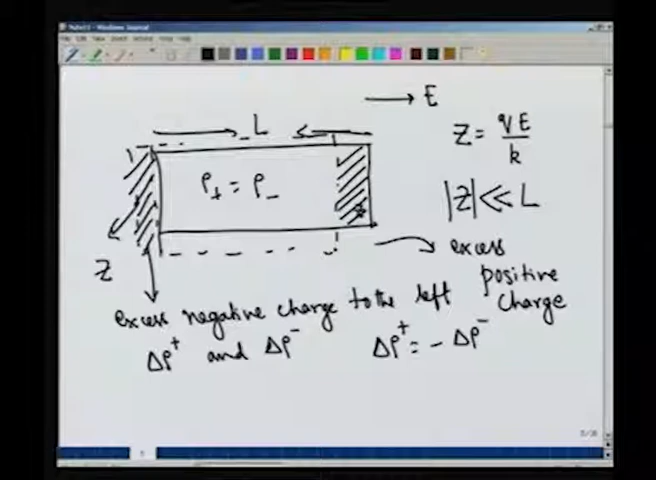 → E
L
Z = qE/k
ρ₊ = ρ₋
|Z| << L
Z
excess positive charge
excess negative charge to the left
Δρ⁺ and Δρ⁻
Δρ⁺ = - Δρ⁻